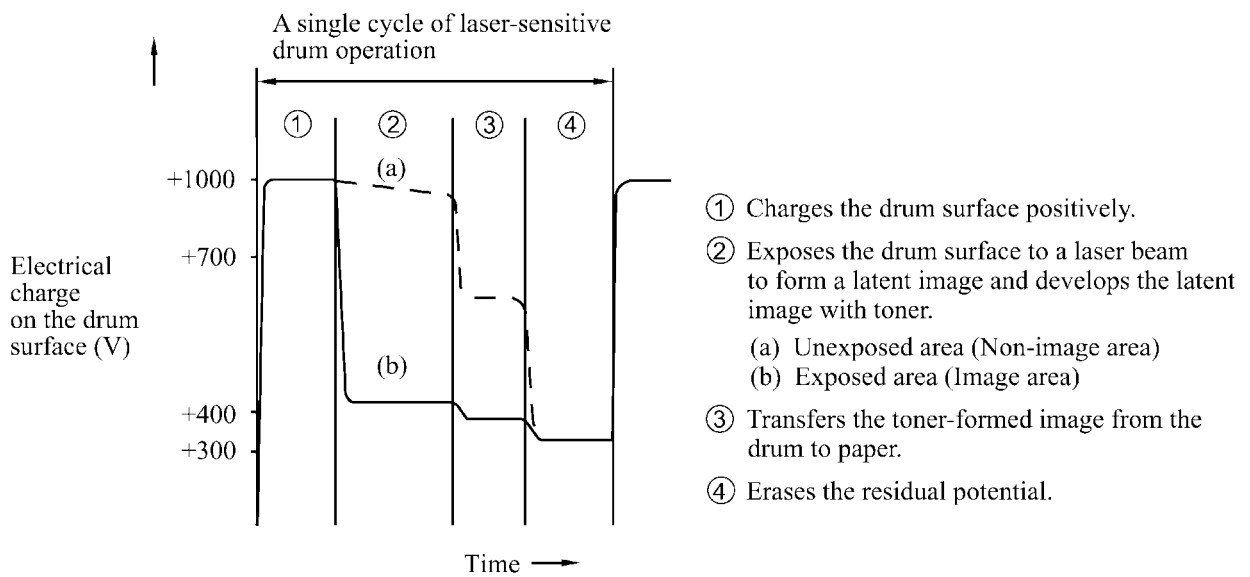 A single cycle of laser-sensitive
drum operation
① ② ③ ④
(a)
+1000
+700
Electrical
charge
on the drum
surface (V)
(b)
+400
+300
Time
① Charges the drum surface positively.
② Exposes the drum surface to a laser beam
to form a latent image and develops the latent
image with toner.
(a) Unexposed area (Non-image area)
(b) Exposed area (Image area)
③ Transfers the toner-formed image from the
drum to paper.
④ Erases the residual potential.